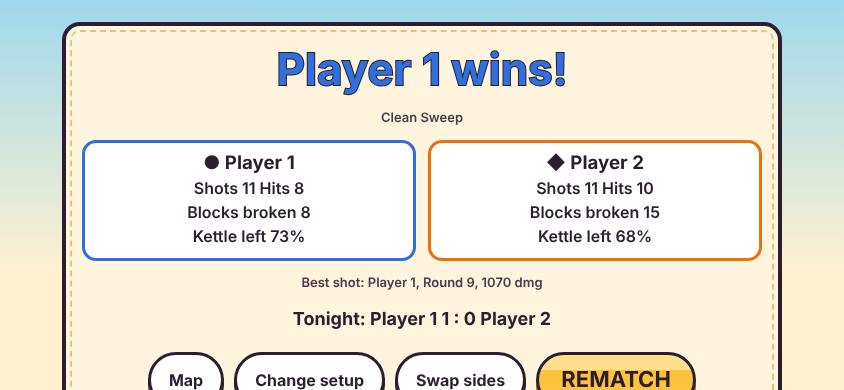 Player 1 wins!
Clean Sweep
● Player 1
Shots 11 Hits 8
Blocks broken 8
Kettle left 73%
◆ Player 2
Shots 11 Hits 10
Blocks broken 15
Kettle left 68%
Best shot: Player 1, Round 9, 1070 dmg
Tonight: Player 1 1 : 0 Player 2
Map
Change setup
Swap sides
REMATCH